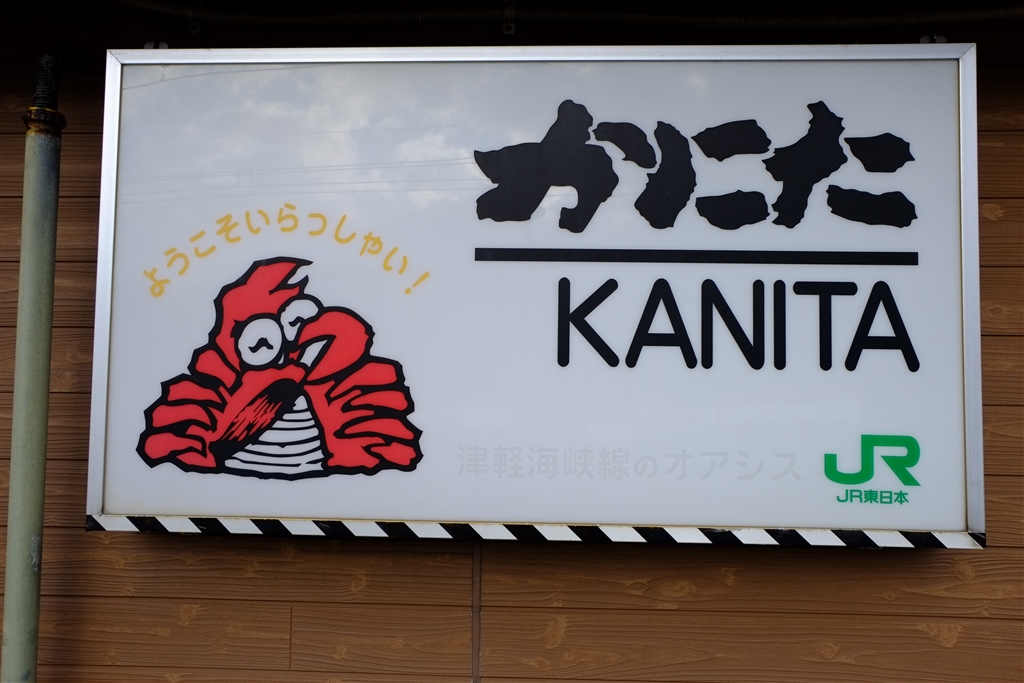 かにた
ようこそいらっしゃい!
KANITA
津軽海峡線のオアシス
JR
JR東日本